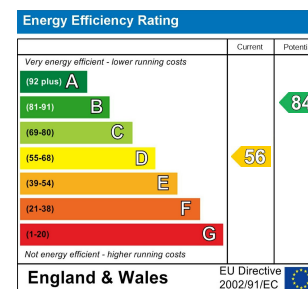 Energy Efficiency Rating
Current Potenti
Very energy efficient - lower running costs
(92 plus) A
(81-91) B
84
(69-80) C
(55-68) D
56
(39-54) E
(21-38) F
(1-20) G
Not energy efficient - higher running costs
England & Wales
EU Directive
2002/91/EC